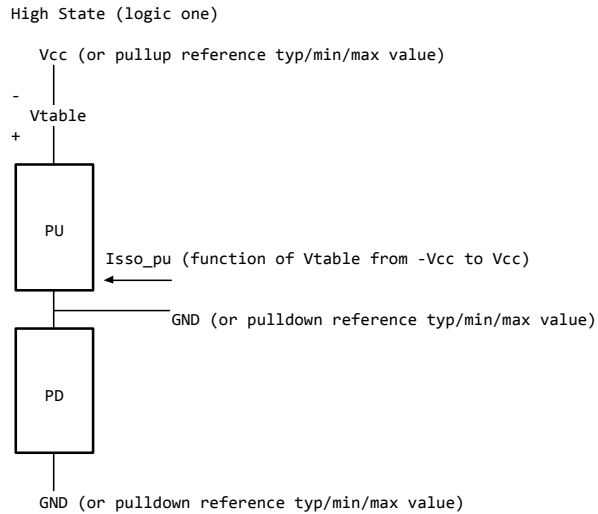 High State (logic one)
Vcc (or pullup reference typ/min/max value)
-
Vtable
+
PU
Isso_pu (function of Vtable from -Vcc to Vcc)
GND (or pulldown reference typ/min/max value)
PD
GND (or pulldown reference typ/min/max value)